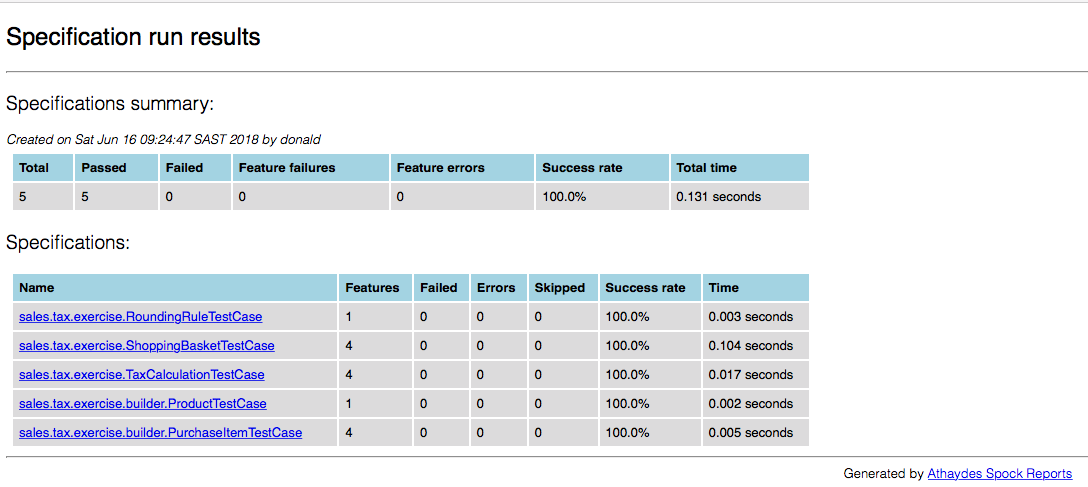 Specification run results
Specifications summary:
Created on Sat Jun 16 09:24:47 SAST 2018 by donald
Total Passed Failed Feature failures Feature errors Success rate Total time
5 5 0 0 0 100.0% 0.131 seconds
Specifications:
Name Features Failed Errors Skipped Success rate Time
sales.tax.exercise.RoundingRuleTestCase 1 0 0 0 100.0% 0.003 seconds
sales.tax.exercise.ShoppingBasketTestCase 4 0 0 0 100.0% 0.104 seconds
sales.tax.exercise.TaxCalculationTestCase 4 0 0 0 100.0% 0.017 seconds
sales.tax.exercise.builder.ProductTestCase 1 0 0 0 100.0% 0.002 seconds
sales.tax.exercise.builder.PurchaseItemTestCase 4 0 0 0 100.0% 0.005 seconds
Generated by Athaydes Spock Reports